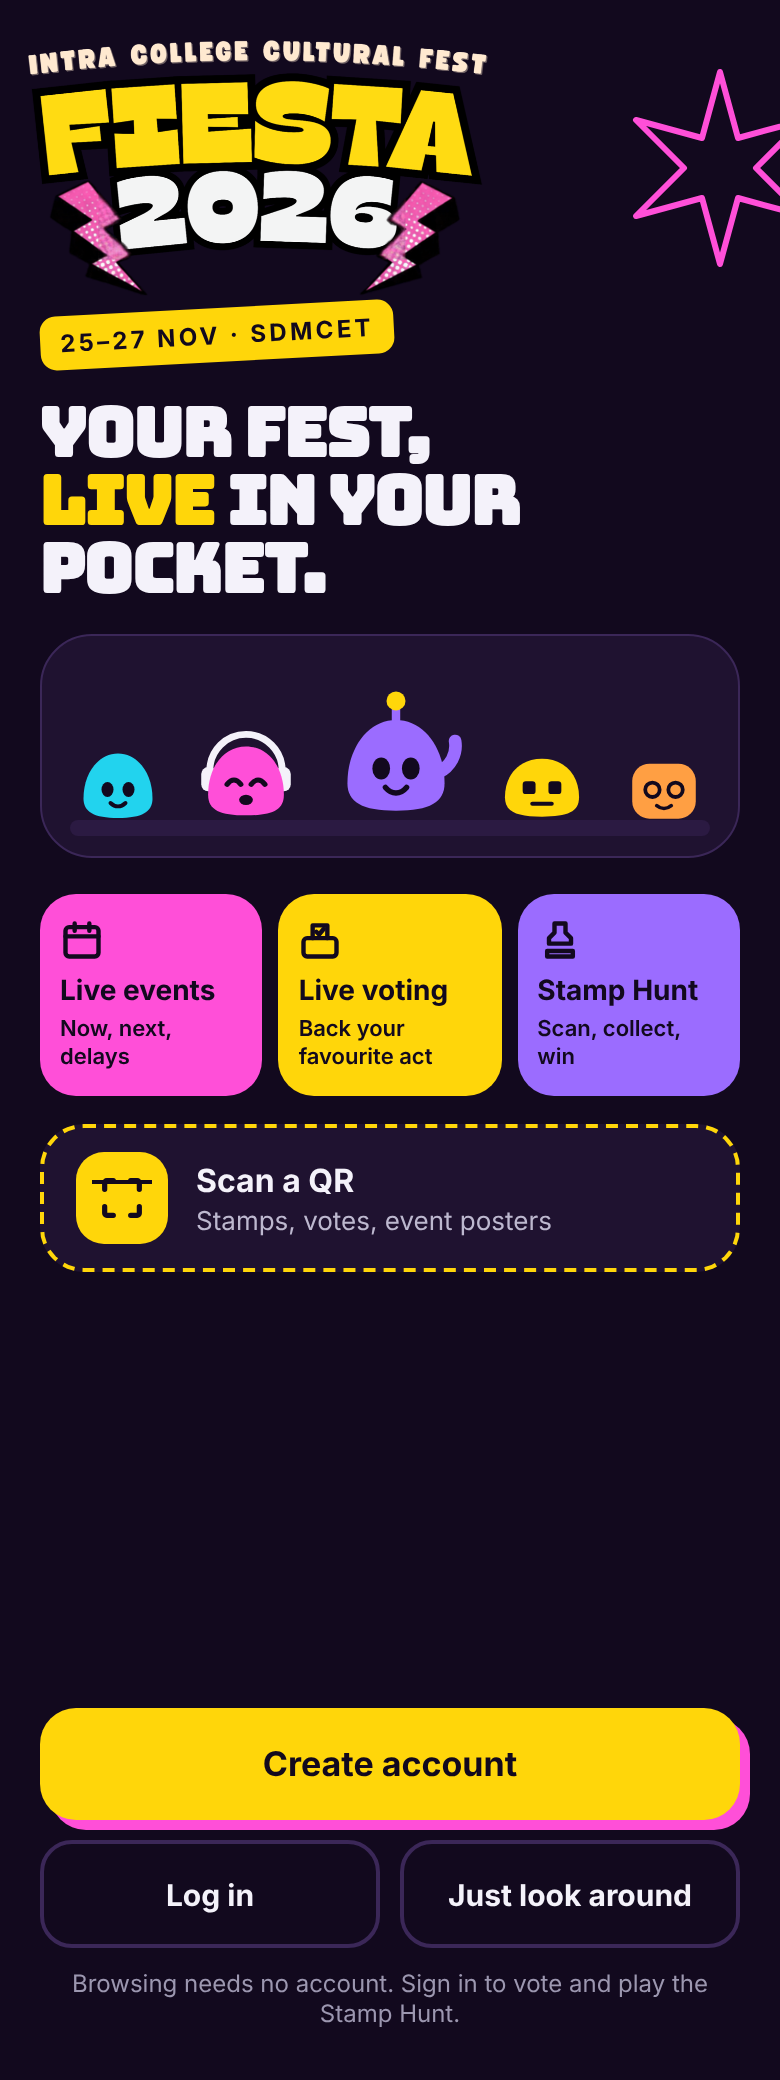 INTRA COLLEGE CULTURAL FEST
FIESTA
2026
25–27 NOV · SDMCET
YOUR FEST,
LIVE IN YOUR
POCKET.
Live events
Now, next,
delays
Live voting
Back your
favourite act
Stamp Hunt
Scan, collect,
win
Scan a QR
Stamps, votes, event posters
Create account
Log in
Just look around
Browsing needs no account. Sign in to vote and play the
Stamp Hunt.